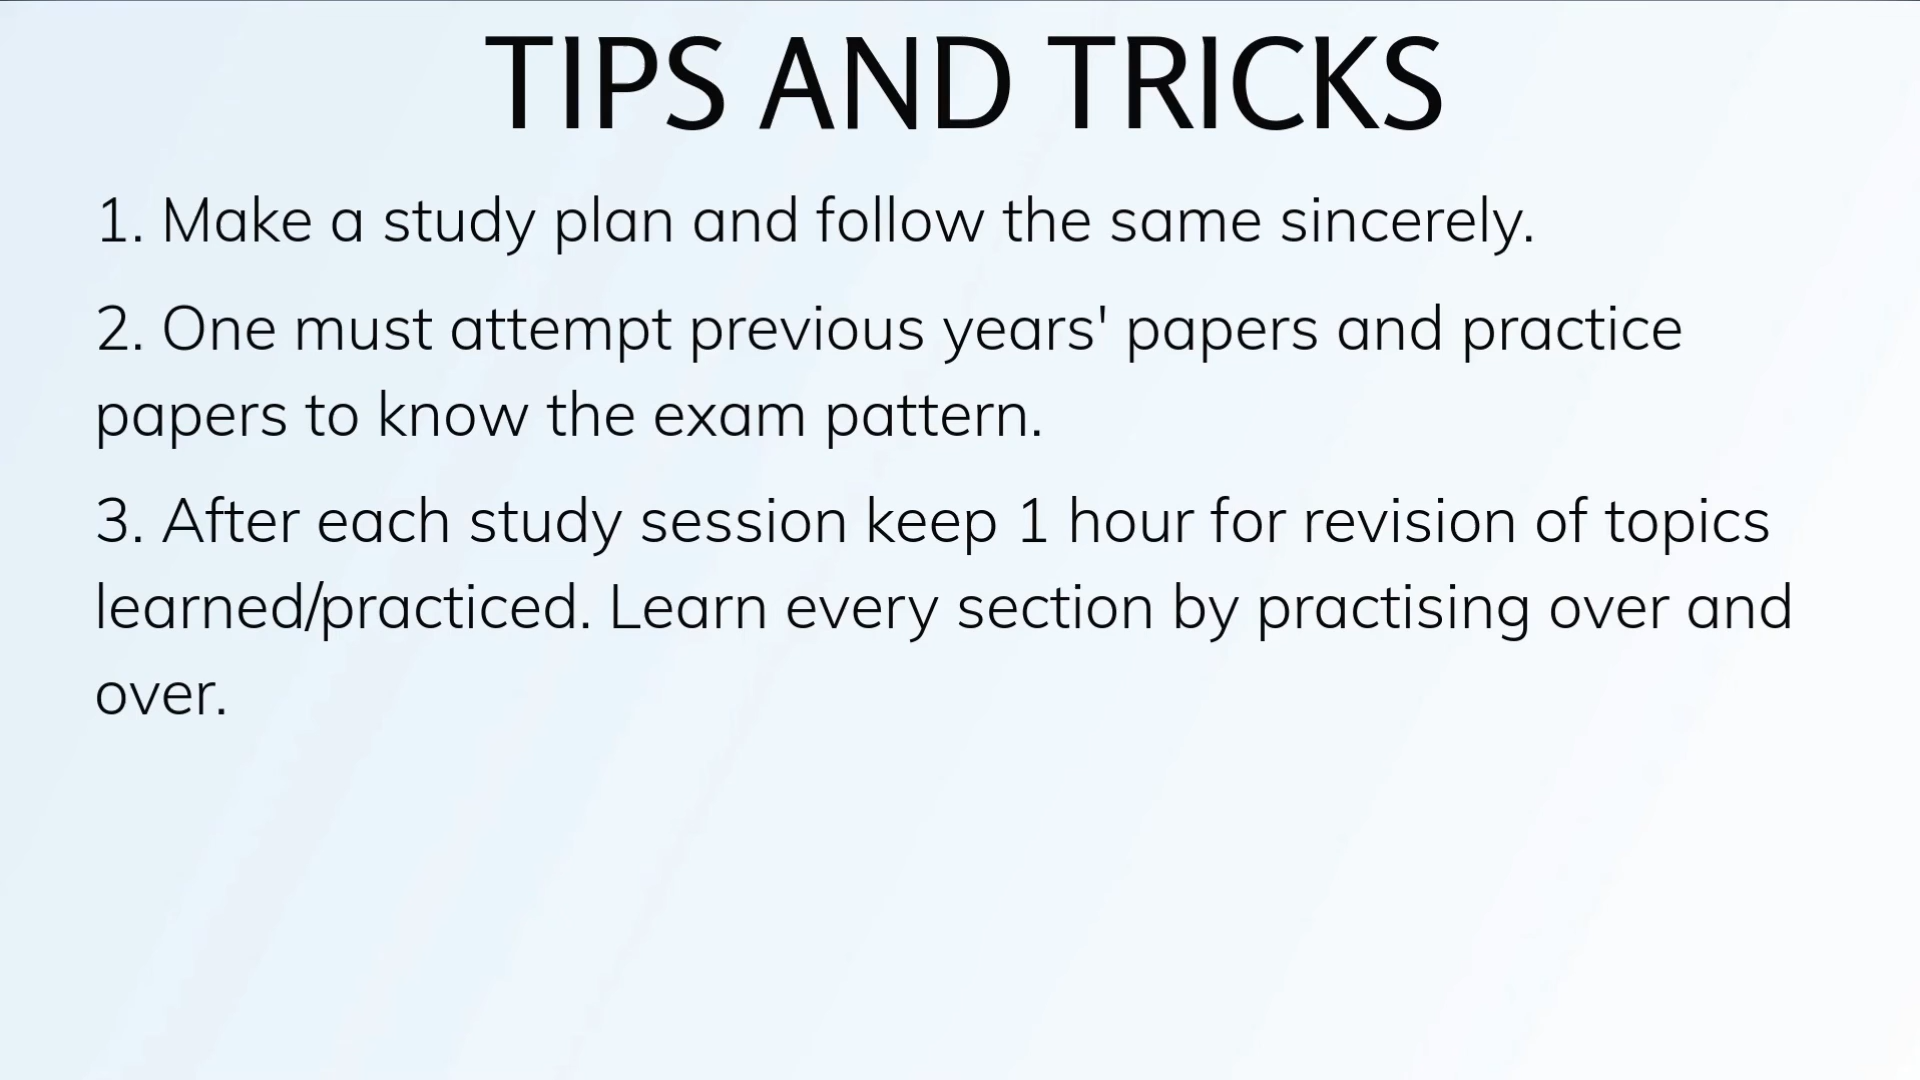 TIPS AND TRICKS
1. Make a study plan and follow the same sincerely.
2. One must attempt previous years' papers and practice
papers to know the exam pattern.
3. After each study session keep 1 hour for revision of topics
learned/practiced. Learn every section by practising over and
over.